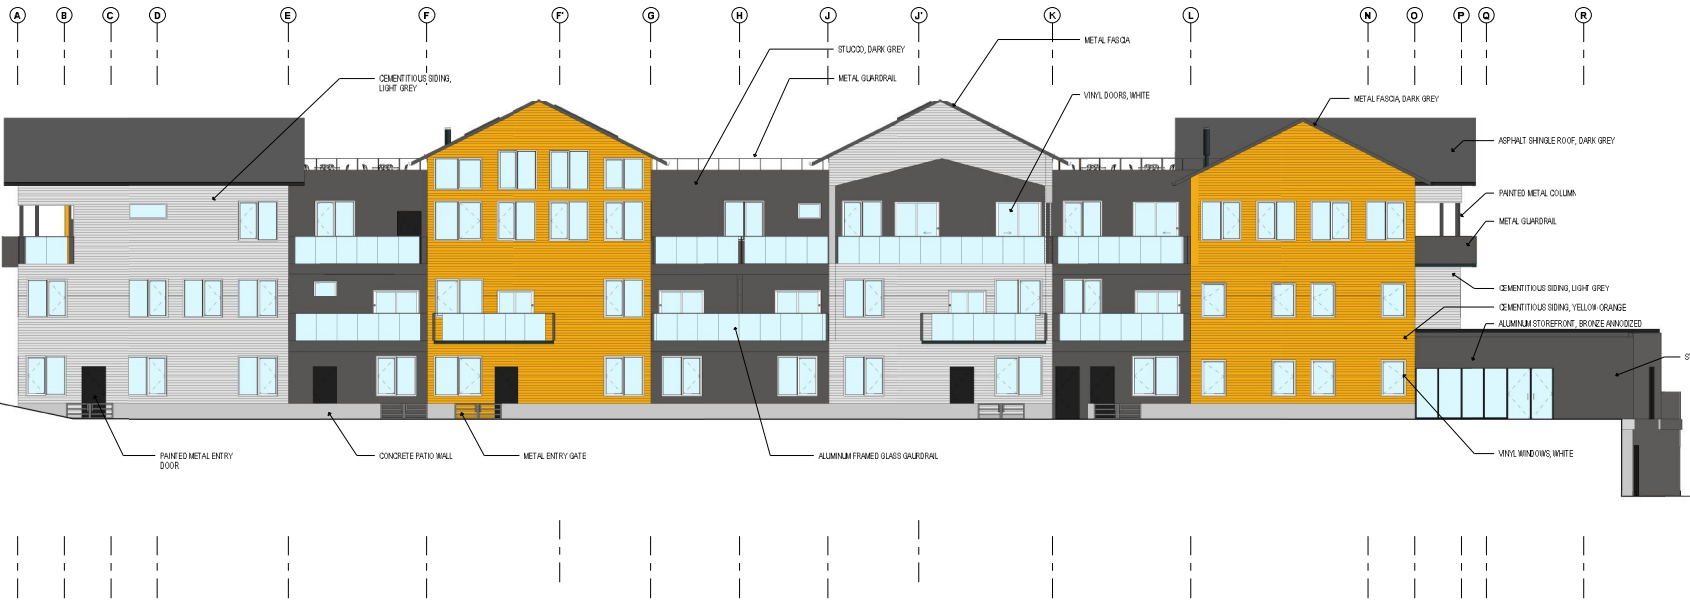 A B C D E F F' G H J J' K L N O P Q R
METAL FASCIA
STUCCO, DARK GREY
CEMENTITIOUS SIDING,
LIGHT GREY
METAL GUARDRAIL
VINYL DOORS, WHITE
METAL FASCIA, DARK GREY
ASPHALT SHINGLE ROOF, DARK GREY
PAINTED METAL COLUMN
METAL GUARDRAIL
CEMENTITIOUS SIDING, LIGHT GREY
CEMENTITIOUS SIDING, YELLOW-ORANGE
ALUMINUM STOREFRONT, BRONZE ANNODIZED
PAINTED METAL ENTRY
DOOR
CONCRETE PATIO WALL
METAL ENTRY GATE
ALUMINUM FRAMED GLASS GAURDRAIL
VINYL WINDOWS, WHITE